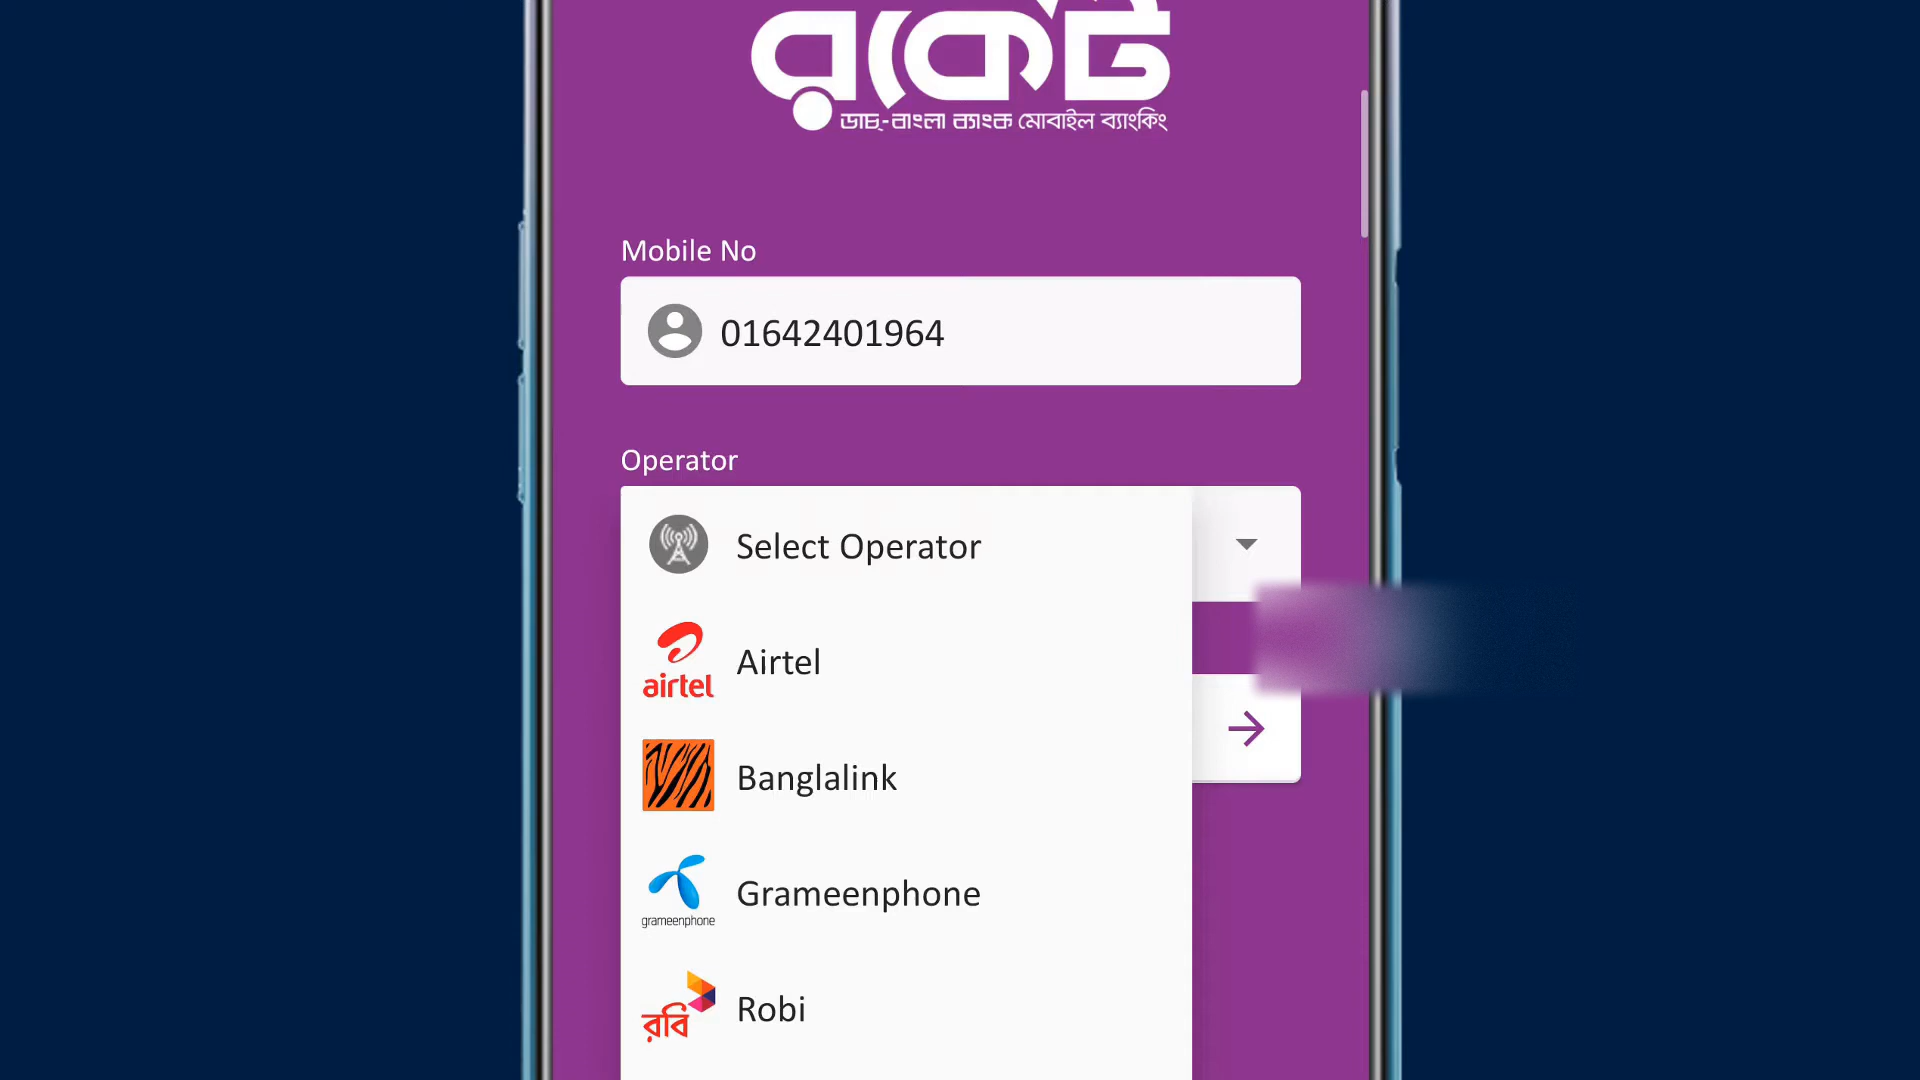 রকেট
ডাচ্-বাংলা ব্যাংক মোবাইল ব্যাংকিং
Mobile No
01642401964
Operator
Select Operator
airtel Airtel
Banglalink
grameenphone Grameenphone
রবি Robi